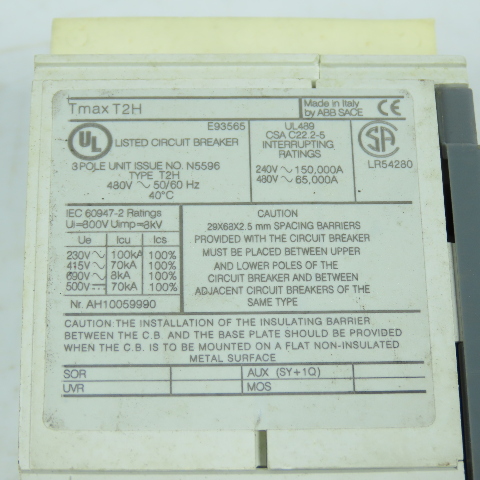 Tmax T2H
Made in Italy
by ABB SACE
CE
E93565
UL
LISTED CIRCUIT BREAKER
3 POLE UNIT ISSUE NO. N5596
TYPE T2H
480V ~ 50/60 Hz
40°C
UL489
CSA C22.2-5
INTERRUPTING
RATINGS
240V ~ 150,000A
480V ~ 65,000A
SA
LR54280
IEC 60947-2 Ratings
Ui=800V Uimp=8kV
Ue Icu Ics
230V ~ 100kA 100%
415V ~ 70kA 100%
690V ~ 8kA 100%
500V 70kA 100%
Nr. AH10059990
CAUTION
29X68X2.5 mm SPACING BARRIERS
PROVIDED WITH THE CIRCUIT BREAKER
MUST BE PLACED BETWEEN UPPER
AND LOWER POLES OF THE
CIRCUIT BREAKER AND BETWEEN
ADJACENT CIRCUIT BREAKERS OF THE
SAME TYPE
CAUTION: THE INSTALLATION OF THE INSULATING BARRIER
BETWEEN THE C.B. AND THE BASE PLATE SHOULD BE PROVIDED
WHEN THE C.B. IS TO BE MOUNTED ON A FLAT NON-INSULATED
METAL SURFACE
SOR AUX (SY+1Q)
UVR MOS